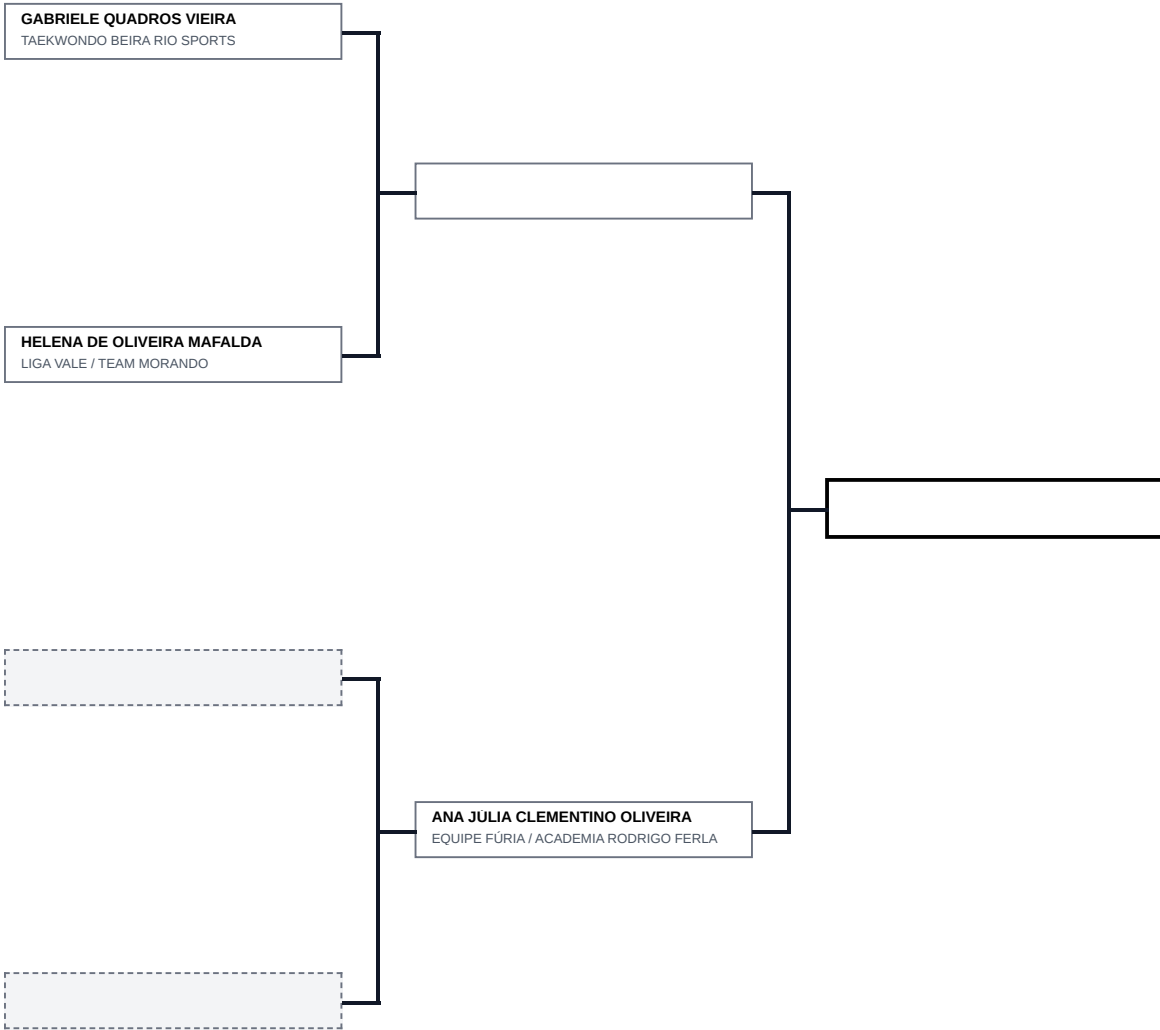 GABRIELE QUADROS VIEIRA
TAEKWONDO BEIRA RIO SPORTS
HELENA DE OLIVEIRA MAFALDA
LIGA VALE / TEAM MORANDO
ANA JÚLIA CLEMENTINO OLIVEIRA
EQUIPE FÚRIA / ACADEMIA RODRIGO FERLA